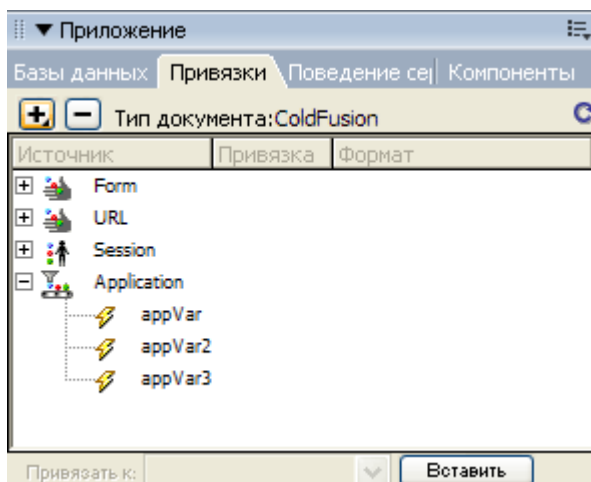 Приложение
Базы данных Привязки Поведение сер Компоненты
Тип документа:ColdFusion
Источник Привязка Формат
Form
URL
Session
Application
appVar
appVar2
appVar3
Привязать к: Вставить